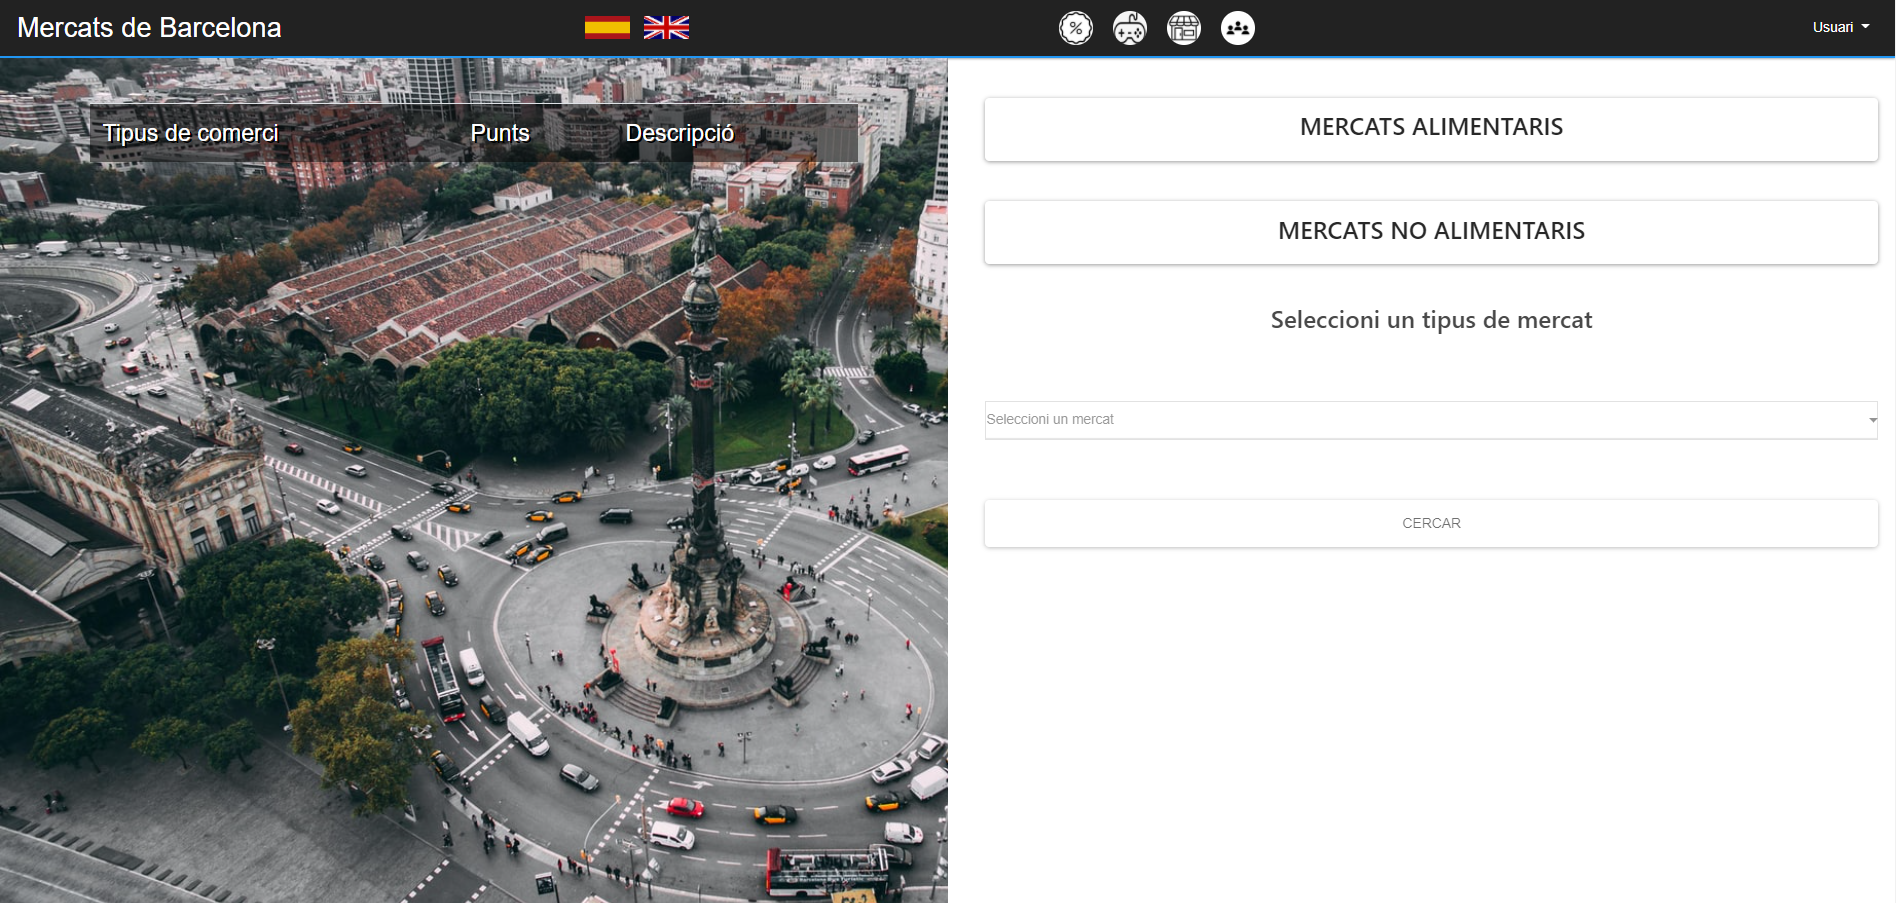 Mercats de Barcelona
%
Usuari
Tipus de comerci Punts Descripció
MERCATS ALIMENTARIS
MERCATS NO ALIMENTARIS
Seleccioni un tipus de mercat
Seleccioni un mercat
CERCAR